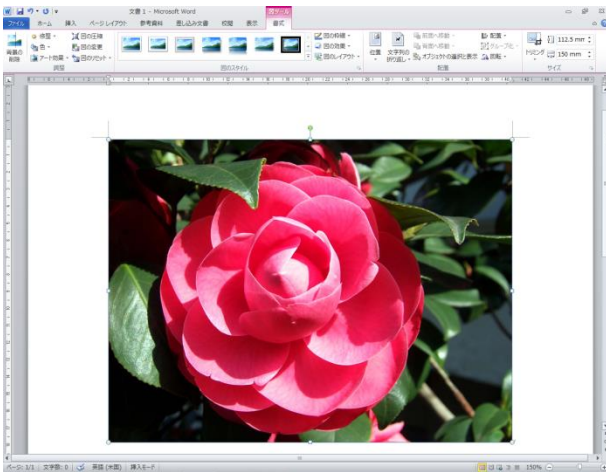 文書 1 - Microsoft Word
図ツール
ファイル ホーム 挿入 ページ レイアウト 参考資料 差し込み文書 校閲 表示 書式
背景の削除
修整
色
アート効果
図の圧縮
図の変更
図のリセット
調整
図のスタイル
図の枠線
図の効果
図のレイアウト
位置
文字列の折り返し
前面へ移動
背面へ移動
オブジェクトの選択と表示
配置
グループ化
回転
配置
トリミング
112.5 mm
150 mm
サイズ
ページ: 1/1 文字数: 0 英語 (米国) 挿入モード 150%